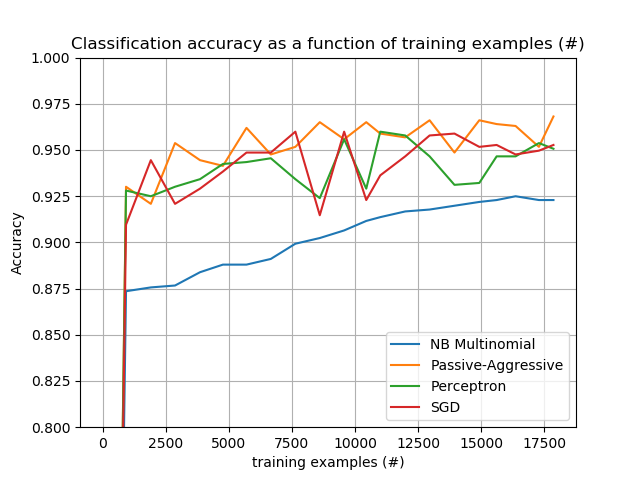 Classification accuracy as a function of training examples (#)
1.000
0.975
0.950
0.925
0.900
0.875
0.850
0.825
0.800
Accuracy
NB Multinomial
Passive-Aggressive
Perceptron
SGD
0 2500 5000 7500 10000 12500 15000 17500
training examples (#)